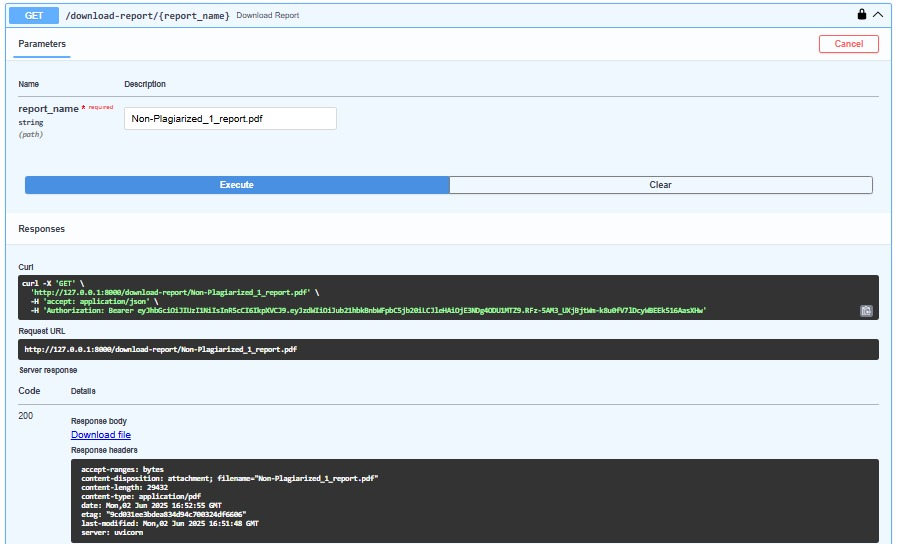 GET /download-report/{report_name} Download Report
Parameters
Cancel
Name Description
report_name * required
string
(path)
Non-Plagiarized_1_report.pdf
Execute Clear
Responses
Curl
curl -X 'GET' \
'http://127.0.0.1:8000/download-report/Non-Plagiarized_1_report.pdf' \
-H 'accept: application/json' \
-H 'Authorization: Bearer
Request URL
http://127.0.0.1:8000/download-report/Non-Plagiarized_1_report.pdf
Server response
Code Details
200
Response body
Download file
Response headers
accept-ranges: bytes
content-disposition: attachment; filename="Non-Plagiarized_1_report.pdf"
content-length: 29432
content-type: application/pdf
date: Mon,02 Jun 2025 16:52:55 GMT
etag: "9cd031ee3bdea834d94c700324df6606"
last-modified: Mon,02 Jun 2025 16:51:48 GMT
server: uvicorn